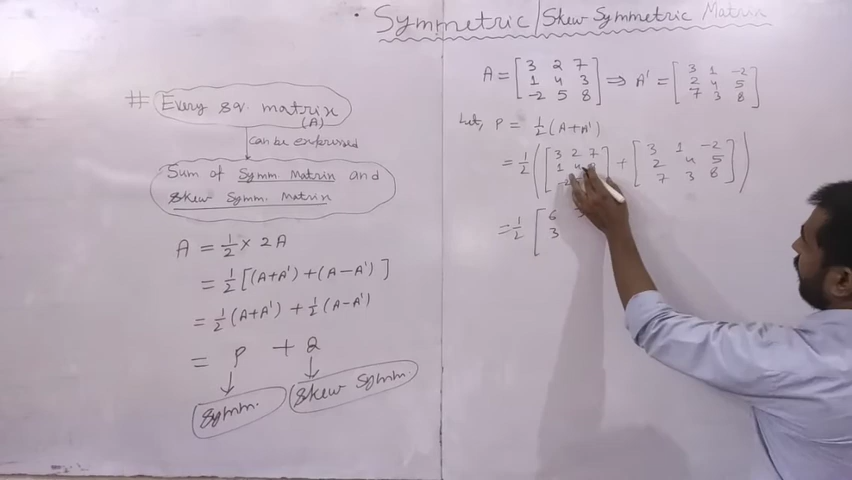 Symmetric/Skew Symmetric Matrix
# Every sq. matrix
(A)
can be expressed
Sum of Symm. Matrix and
Skew Symm. Matrix
A = 1/2 × 2A
= 1/2 [(A+A') + (A-A')]
= 1/2 (A+A') + 1/2 (A-A')
= P + Q
Symm.
Skew Symm.
A = [3 2 7
1 4 3
-2 5 8] ⇒ A' = [3 1 -2
2 4 5
7 3 8]
Let, P = 1/2 (A+A')
= 1/2 ([3 2 7
1 4
-2] + [3 1 -2
2 4 5
7 3 8])
= 1/2 [6 3
3